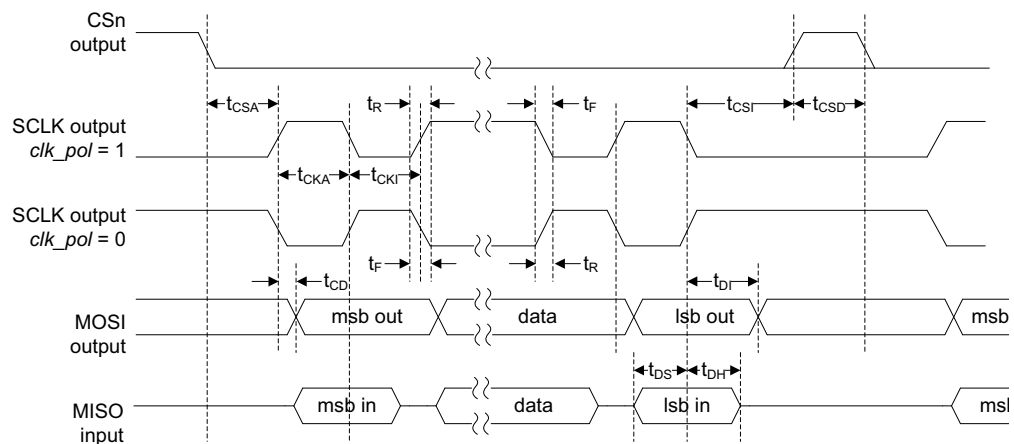 CSn
output
tCSA
tR
tF
tCSI
tCSD
SCLK output
clk_pol = 1
tCKA
tCKI
SCLK output
clk_pol = 0
tF
tR
tCD
tDI
MOSI
output
msb out
data
lsb out
msb
tDS
tDH
MISO
input
msb in
data
lsb in
msb